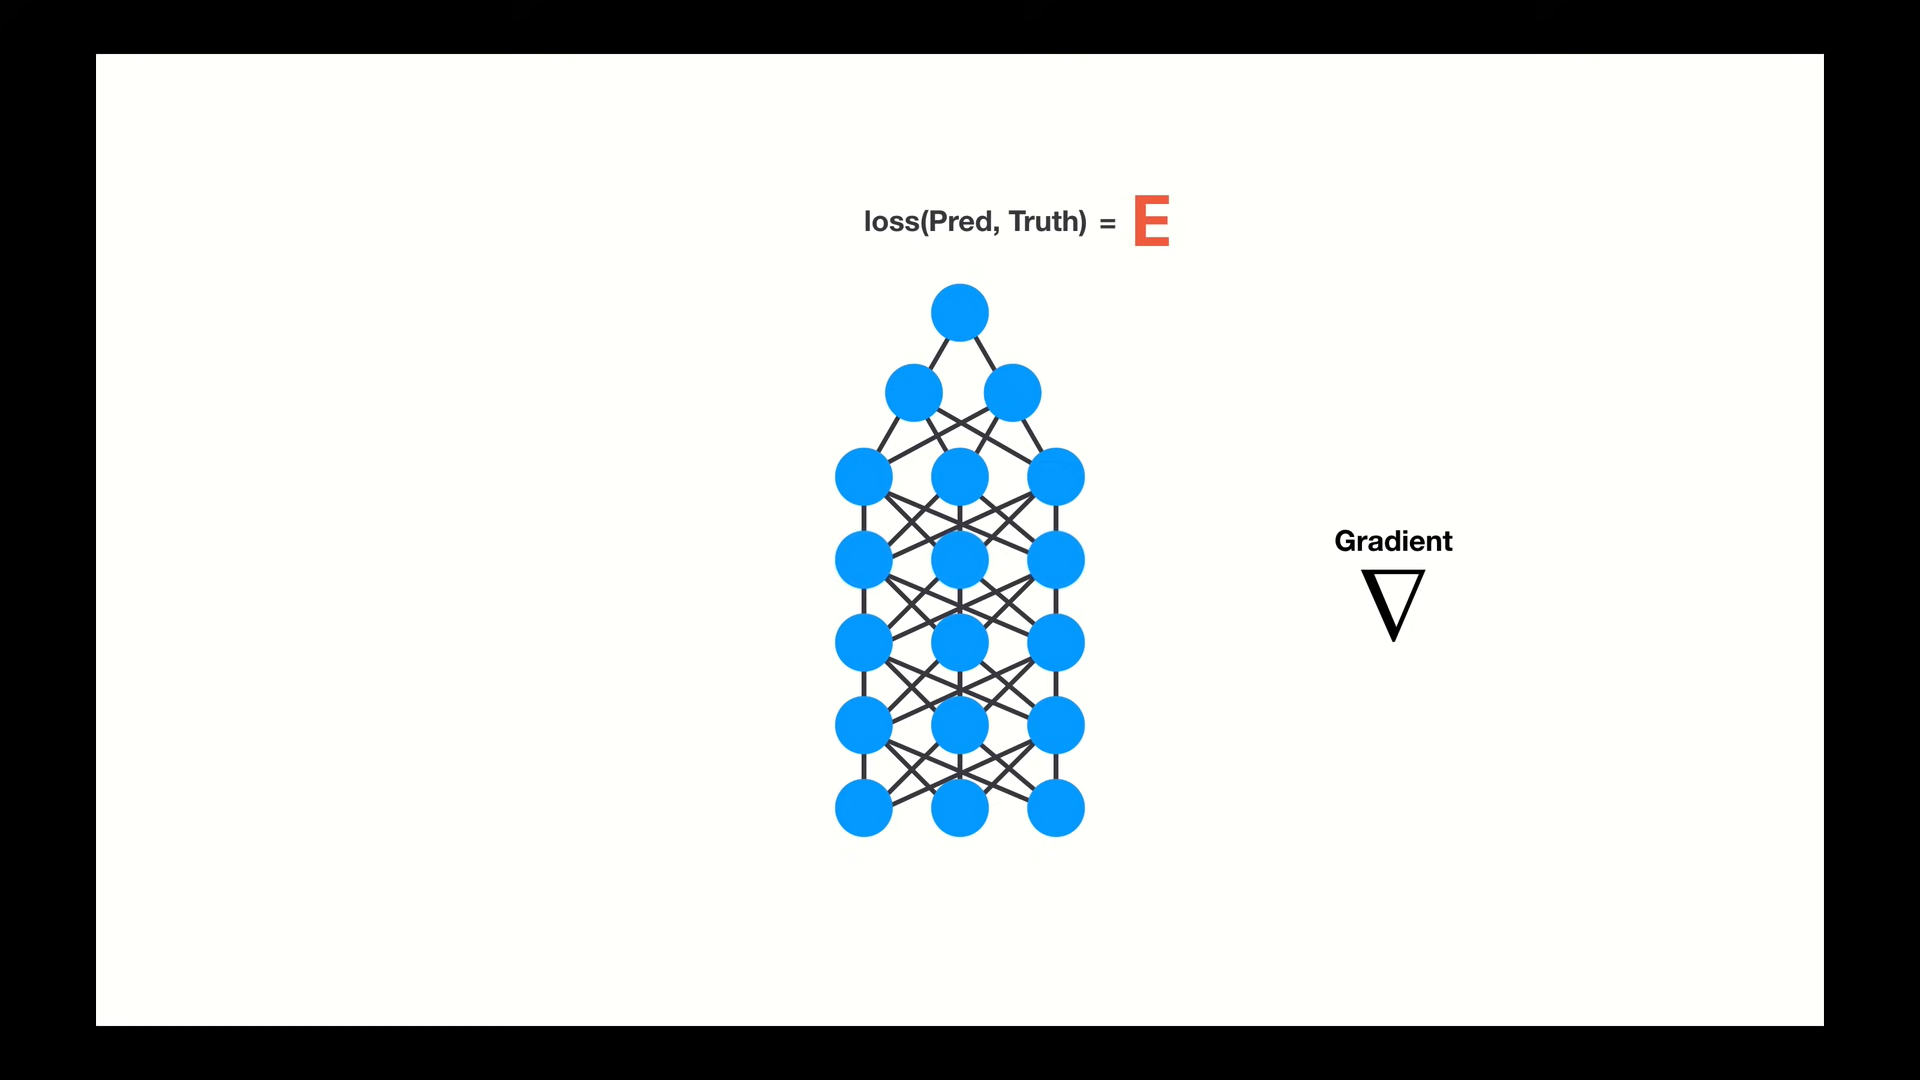 loss(Pred, Truth) = E
Gradient
∇